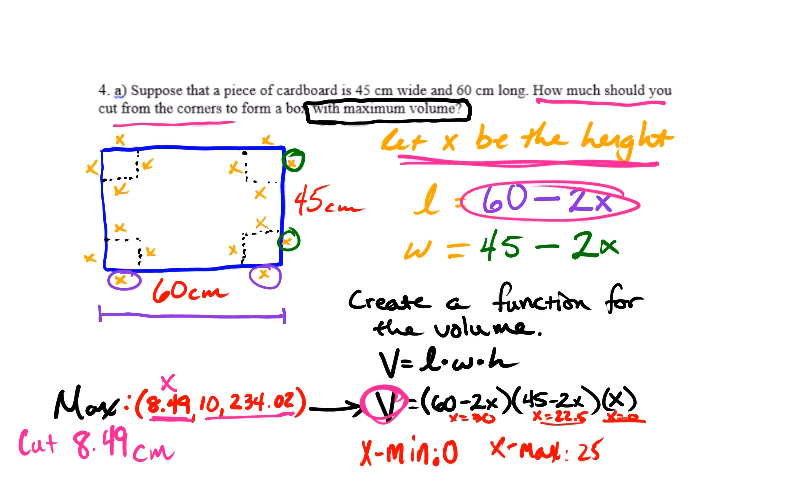 4. a) Suppose that a piece of cardboard is 45 cm wide and 60 cm long. How much should you
cut from the corners to form a box with maximum volume?
let x be the height
x x
x x x x
x x
45cm
l = 60 - 2x
w = 45 - 2x
x x
x x x x
x x
60cm
Create a function for
the volume.
V = l·w·h
x
Max: (8.49, 10,234.02) → V = (60-2x)(45-2x)(x)
x=30 x=22.5 x=0
Cut 8.49 cm
x-min: 0 x-max: 25